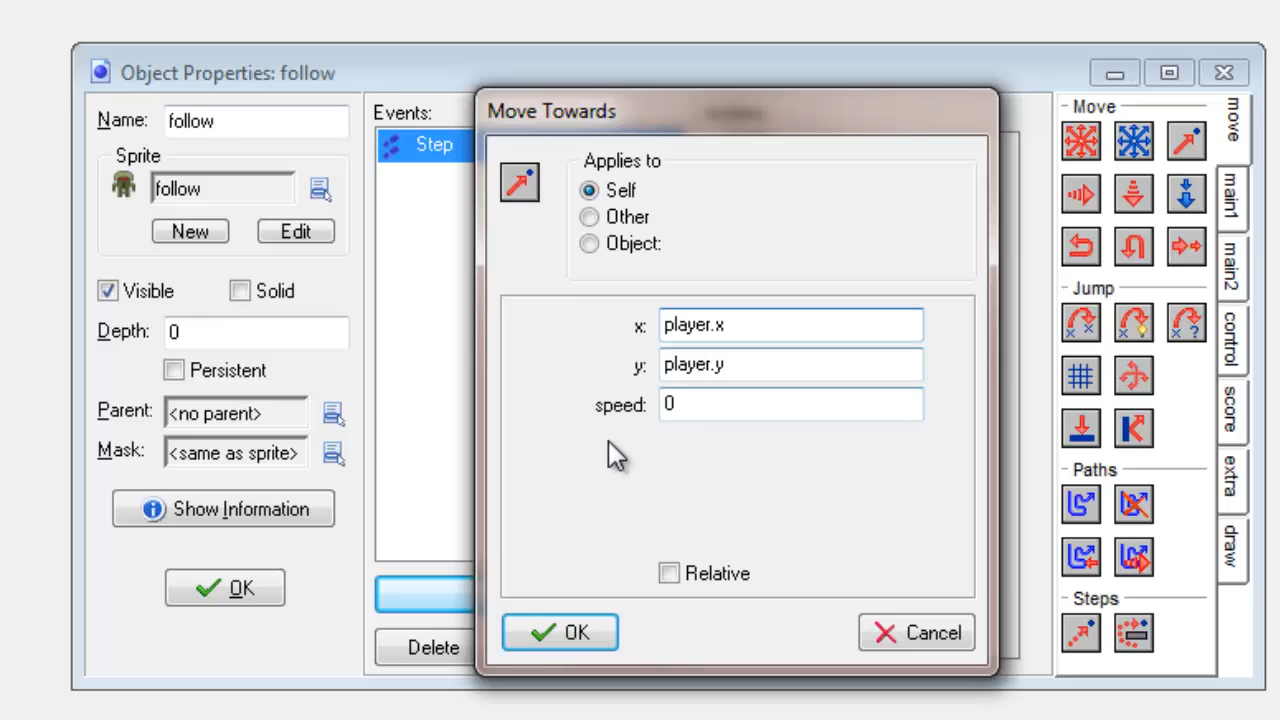 Object Properties: follow
Name: follow
Sprite
follow
New Edit
Visible Solid
Depth: 0
Persistent
Parent: <no parent>
Mask: <same as sprite>
Show Information
OK
Events:
Step
Delete
Move Towards
Applies to
Self
Other
Object:
x: player.x
y: player.y
speed: 0
Relative
OK Cancel
Move
Jump
Paths
Steps
move
main1
main2
control
score
extra
draw